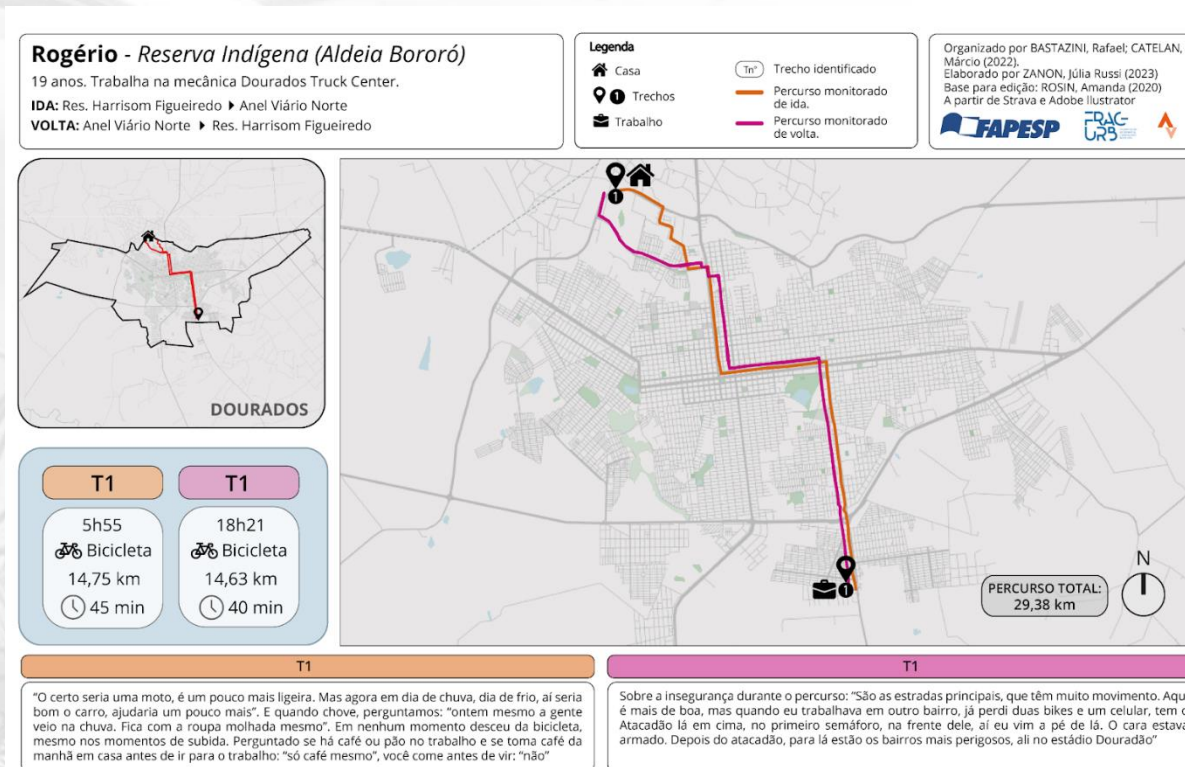 Rogério - Reserva Indígena (Aldeia Bororó)
19 anos. Trabalha na mecânica Dourados Truck Center.
IDA: Res. Harrisom Figueiredo ▶ Anel Viário Norte
VOLTA: Anel Viário Norte ▶ Res. Harrisom Figueiredo
Legenda
Casa
1 Trechos
Trabalho
Tnº Trecho identificado
Percurso monitorado
de ida.
Percurso monitorado
de volta.
Organizado por BASTAZINI, Rafael; CATELAN,
Márcio (2022).
Elaborado por ZANON, Júlia Russi (2023)
Base para edição: ROSIN, Amanda (2020)
A partir de Strava e Adobe Ilustrator
FAPESP
FRAG-
URB
DOURADOS
1
1
N
PERCURSO TOTAL:
29,38 km
T1
5h55
Bicicleta
14,75 km
45 min
T1
18h21
Bicicleta
14,63 km
40 min
T1
"O certo seria uma moto, é um pouco mais ligeira. Mas agora em dia de chuva, dia de frio, aí seria
bom o carro, ajudaria um pouco mais". E quando chove, perguntamos: "ontem mesmo a gente
veio na chuva. Fica com a roupa molhada mesmo". Em nenhum momento desceu da bicicleta,
mesmo nos momentos de subida. Perguntado se há café ou pão no trabalho e se toma café da
manhã em casa antes de ir para o trabalho: "só café mesmo", você come antes de vir: "não"
T1
Sobre a insegurança durante o percurso: "São as estradas principais, que têm muito movimento. Aqu
é mais de boa, mas quando eu trabalhava em outro bairro, já perdi duas bikes e um celular, tem
Atacadão lá em cima, no primeiro semáforo, na frente dele, aí eu vim a pé de lá. O cara estava
armado. Depois do atacadão, para lá estão os bairros mais perigosos, ali no estádio Douradão"